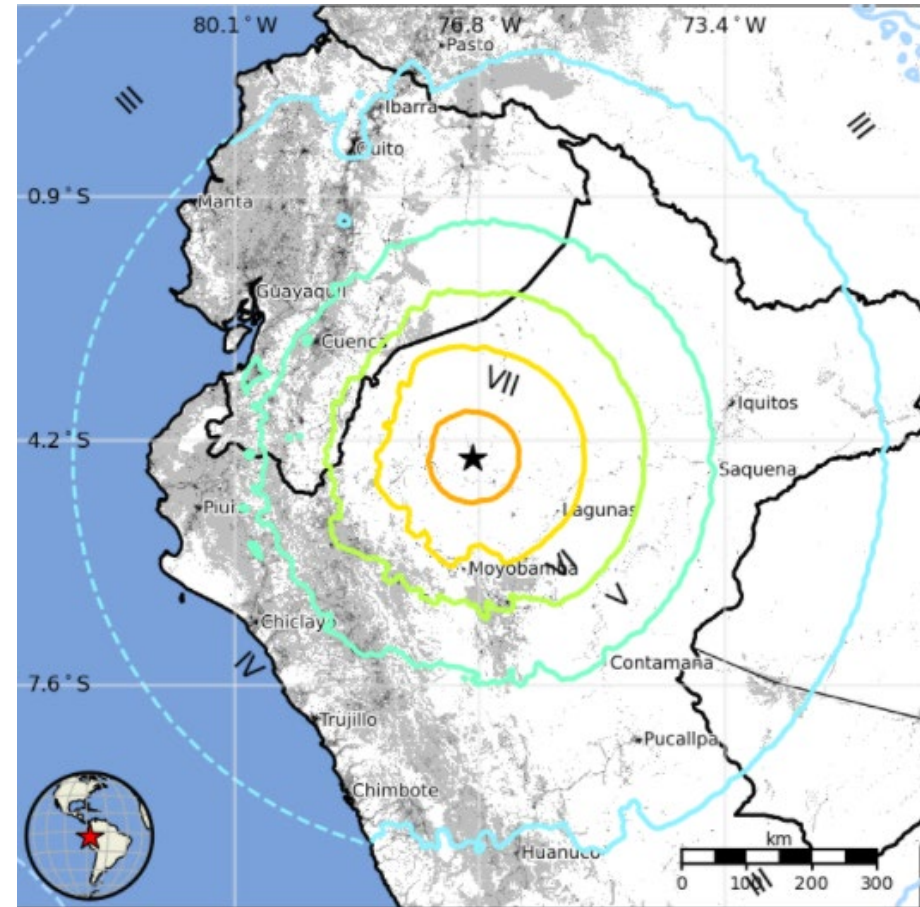 80.1°W 76.8°W 73.4°W
Pasto
III
Ibarra
III
Quito
0.9°S
Manta
Guayaquil
Cuenca
VII
Iquitos
4.2°S
Saquena
Piura
Lagunas
VI
Moyobamba
V
Chiclayo
IV
Contamana
7.6°S
Trujillo
Pucallpa
Chimbote
km
Huanuco
0 100 200 300
III